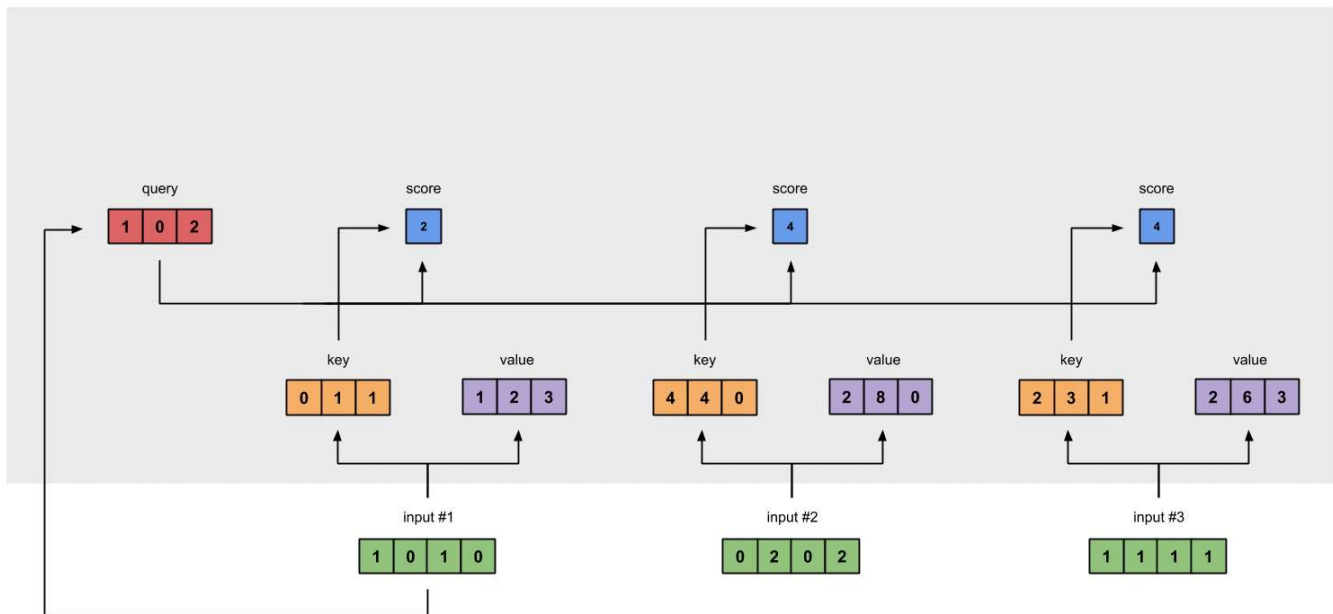 query score score score
1 0 2 2 4 4
key value key value key value
0 1 1 1 2 3 4 4 0 2 8 0 2 3 1 2 6 3
input #1 input #2 input #3
1 0 1 0 0 2 0 2 1 1 1 1